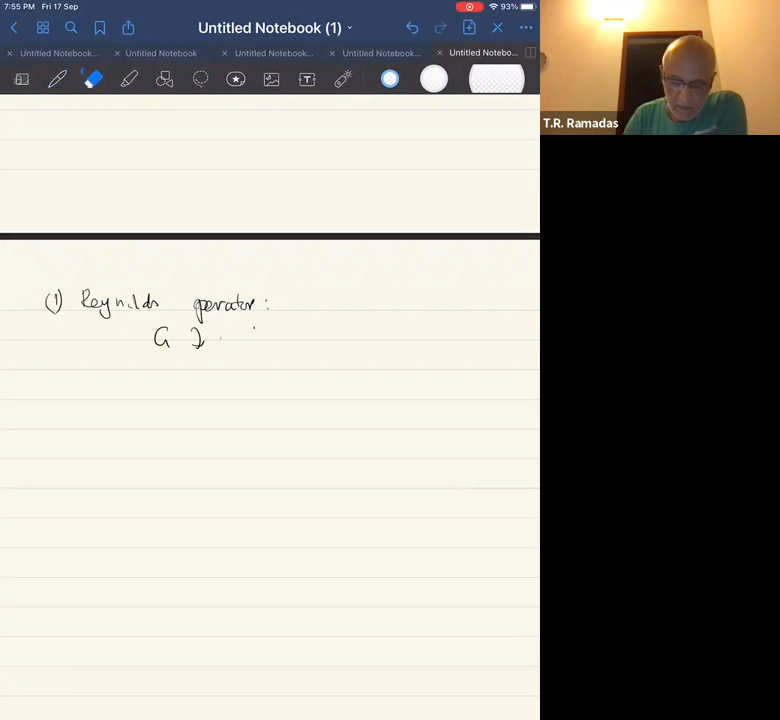 7:55 PM Fri 17 Sep
93%
Untitled Notebook (1)
Untitled Notebook...
Untitled Notebook
Untitled Notebook...
Untitled Notebook...
Untitled Notebo...
T.R. Ramadas
(1) Reynolds operator:
G